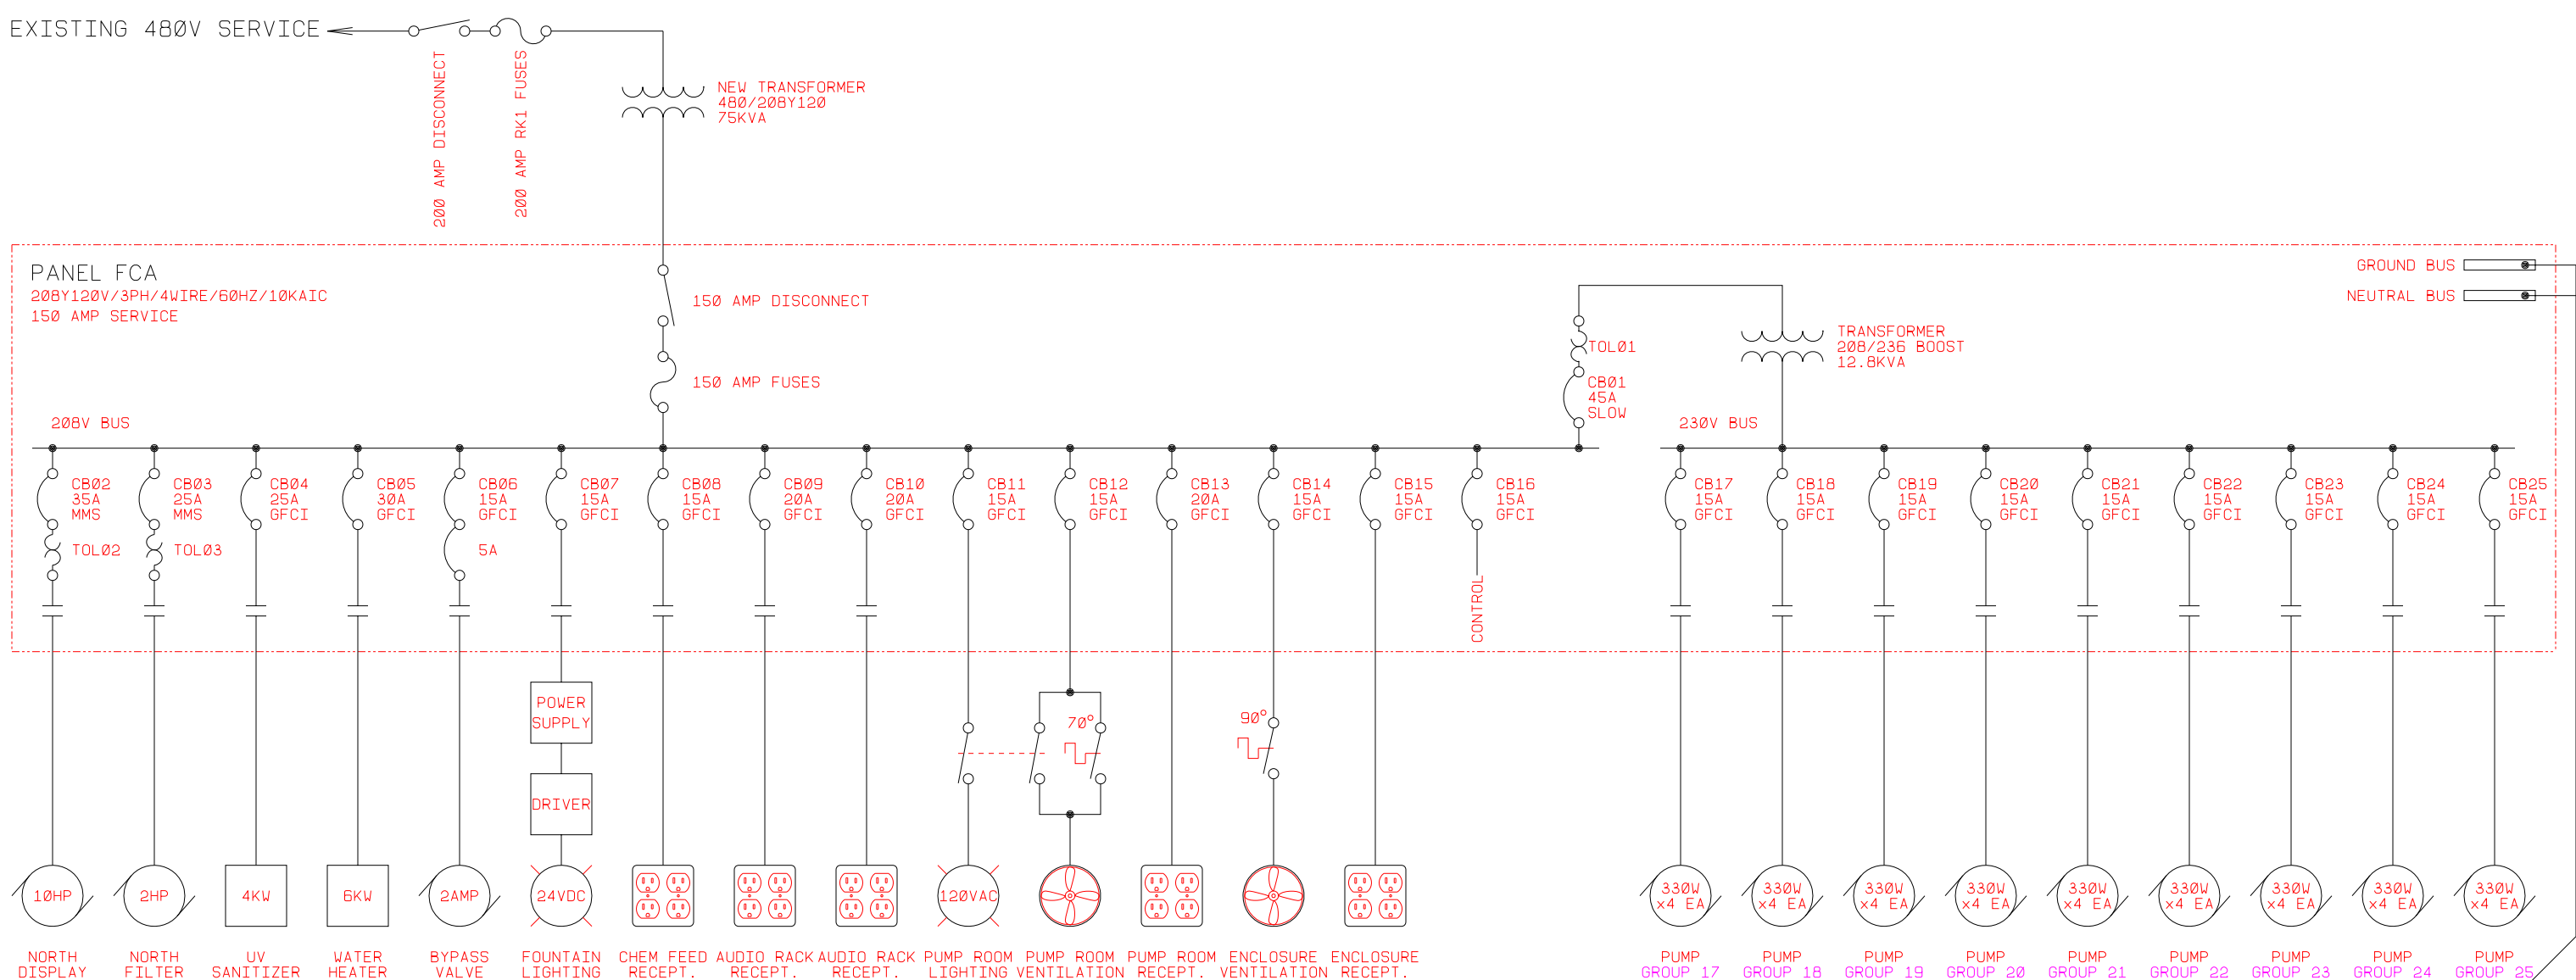 EXISTING 480V SERVICE
200 AMP DISCONNECT
200 AMP RK1 FUSES
NEW TRANSFORMER
480/208Y120
75KVA
PANEL FCA
208Y120V/3PH/4WIRE/60HZ/10KAIC
150 AMP SERVICE
150 AMP DISCONNECT
150 AMP FUSES
TOL01
CB01
45A
SLOW
TRANSFORMER
208/236 BOOST
12.8KVA
GROUND BUS
NEUTRAL BUS
208V BUS
230V BUS
CB02
35A
MMS
TOL02
CB03
25A
MMS
TOL03
CB04
25A
GFCI
CB05
30A
GFCI
CB06
15A
GFCI
5A
CB07
15A
GFCI
CB08
15A
GFCI
CB09
20A
GFCI
CB10
20A
GFCI
CB11
15A
GFCI
CB12
15A
GFCI
CB13
20A
GFCI
CB14
15A
GFCI
CB15
15A
GFCI
CB16
15A
GFCI
CONTROL
CB17
15A
GFCI
CB18
15A
GFCI
CB19
15A
GFCI
CB20
15A
GFCI
CB21
15A
GFCI
CB22
15A
GFCI
CB23
15A
GFCI
CB24
15A
GFCI
CB25
15A
GFCI
POWER
SUPPLY
DRIVER
70°
90°
10HP
2HP
4KW
6KW
2AMP
24VDC
120VAC
330W
x4 EA
330W
x4 EA
330W
x4 EA
330W
x4 EA
330W
x4 EA
330W
x4 EA
330W
x4 EA
330W
x4 EA
330W
x4 EA
NORTH
DISPLAY
NORTH
FILTER
UV
SANITIZER
WATER
HEATER
BYPASS
VALVE
FOUNTAIN
LIGHTING
CHEM FEED
RECEPT.
AUDIO RACK
RECEPT.
AUDIO RACK
RECEPT.
PUMP ROOM
LIGHTING
PUMP ROOM
VENTILATION
PUMP ROOM
RECEPT.
ENCLOSURE
VENTILATION
ENCLOSURE
RECEPT.
PUMP
GROUP 17
PUMP
GROUP 18
PUMP
GROUP 19
PUMP
GROUP 20
PUMP
GROUP 21
PUMP
GROUP 22
PUMP
GROUP 23
PUMP
GROUP 24
PUMP
GROUP 25